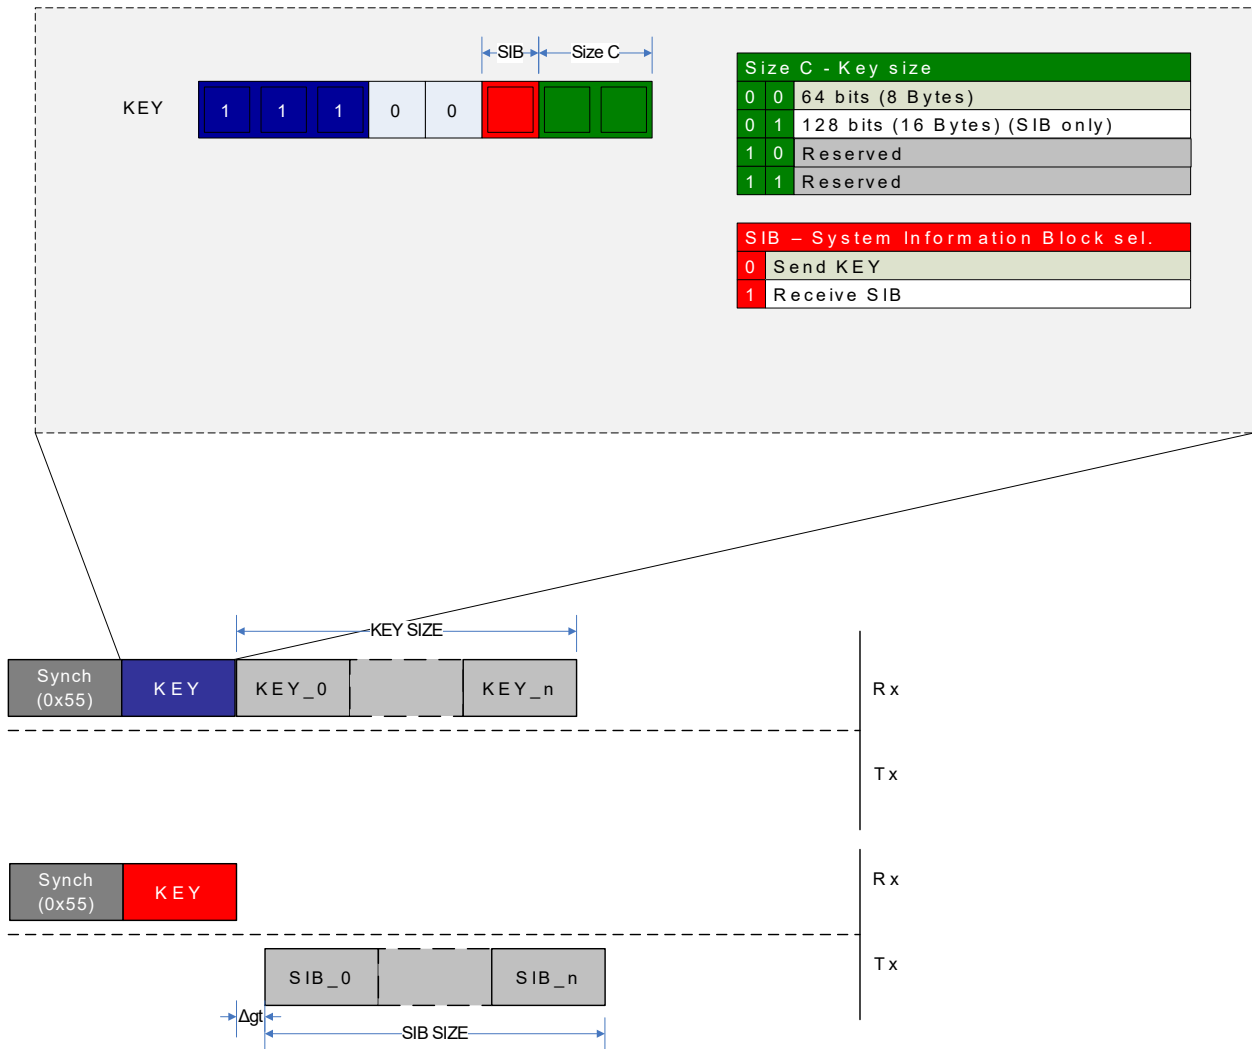 SIB Size C
KEY 1 1 1 0 0
Size C - Key size
0 0 64 bits (8 Bytes)
0 1 128 bits (16 Bytes) (SIB only)
1 0 Reserved
1 1 Reserved
SIB – System Information Block sel.
0 Send KEY
1 Receive SIB
KEY SIZE
Synch
(0x55)
KEY KEY_0 KEY_n
Rx
Tx
Synch
(0x55)
KEY
Rx
Tx
SIB_0 SIB_n
Δgt
SIB SIZE